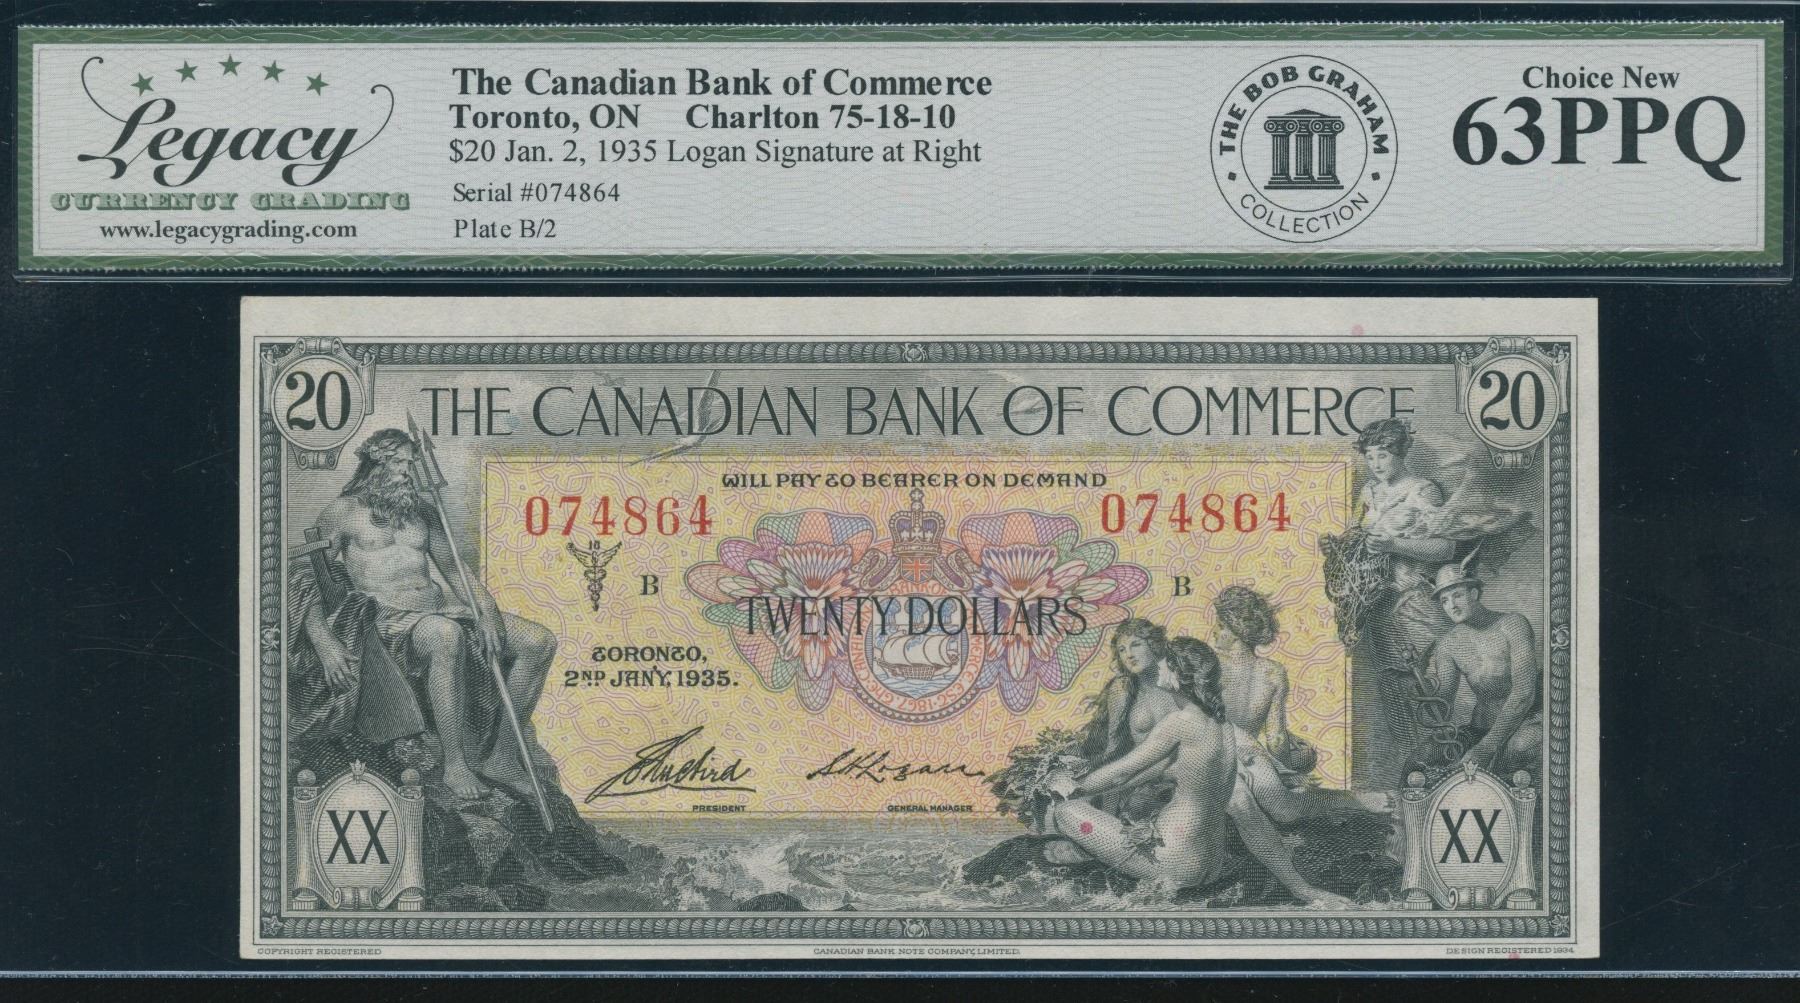 Legacy
CURRENCY GRADING
www.legacygrading.com
The Canadian Bank of Commerce
Toronto, ON Charlton 75-18-10
$20 Jan. 2, 1935 Logan Signature at Right
Serial #074864
Plate B/2
THE BOB GRAHAM
COLLECTION
Choice New
63PPQ
20 THE CANADIAN BANK OF COMMERCE 20
WILL PAY TO BEARER ON DEMAND
074864 074864
B B
TWENTY DOLLARS
TORONTO,
2ND JAN'Y, 1935.
S H Logan
PRESIDENT GENERAL MANAGER
XX XX
COPYRIGHT REGISTERED CANADIAN BANK NOTE COMPANY, LIMITED. DESIGN REGISTERED 1934